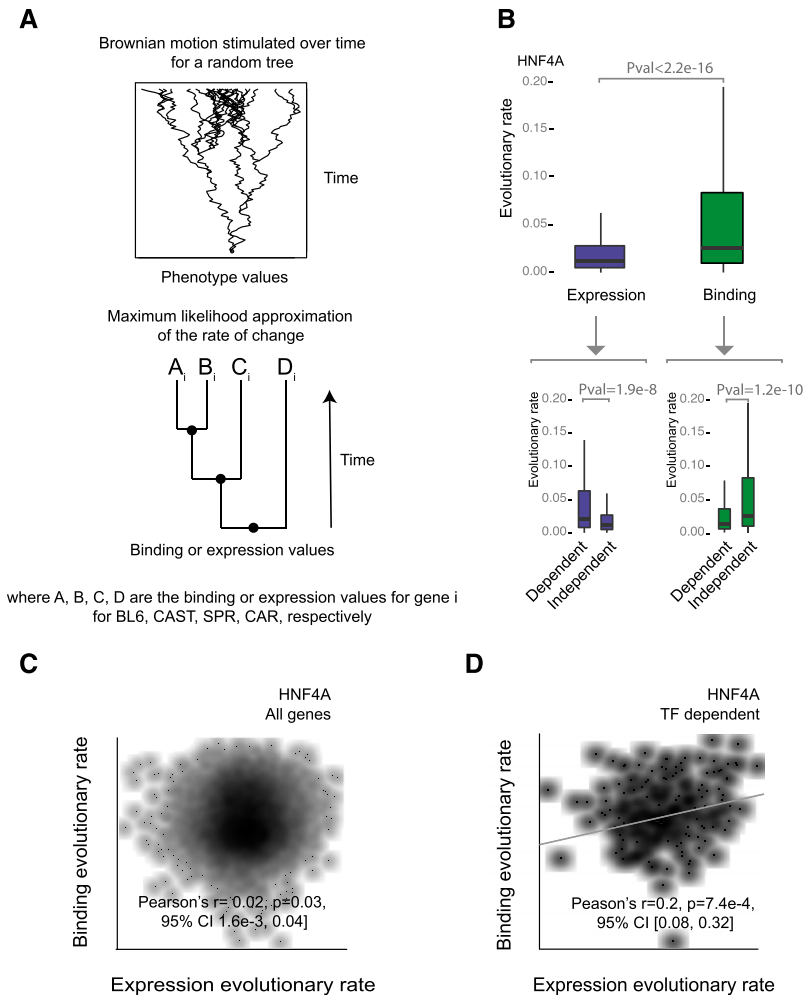 A
Brownian motion stimulated over time
for a random tree
Time
Phenotype values
Maximum likelihood approximation
of the rate of change
Ai Bi Ci Di
Time
Binding or expression values
where A, B, C, D are the binding or expression values for gene i
for BL6, CAST, SPR, CAR, respectively
B
HNF4A
Pval<2.2e-16
Evolutionary rate
0.20
0.15
0.10
0.05
0.00
Expression
Binding
Pval=1.9e-8
Evolutionary rate
0.20
0.15
0.10
0.05
0.00
Dependent
Independent
Pval=1.2e-10
Evolutionary rate
0.20
0.15
0.10
0.05
0.00
Dependent
Independent
C
HNF4A
All genes
Binding evolutionary rate
Pearson's r= 0.02, p=0.03,
95% CI 1.6e-3, 0.04]
Expression evolutionary rate
D
HNF4A
TF dependent
Binding evolutionary rate
Peason's r=0.2, p=7.4e-4,
95% CI [0.08, 0.32]
Expression evolutionary rate